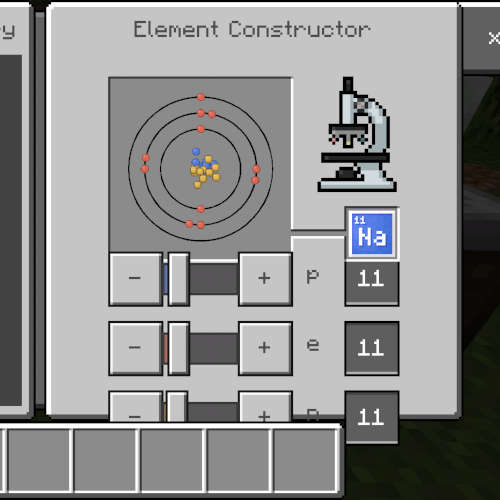 y
Element Constructor
x
11
Na
- + p 11
- + e 11
- + n 11